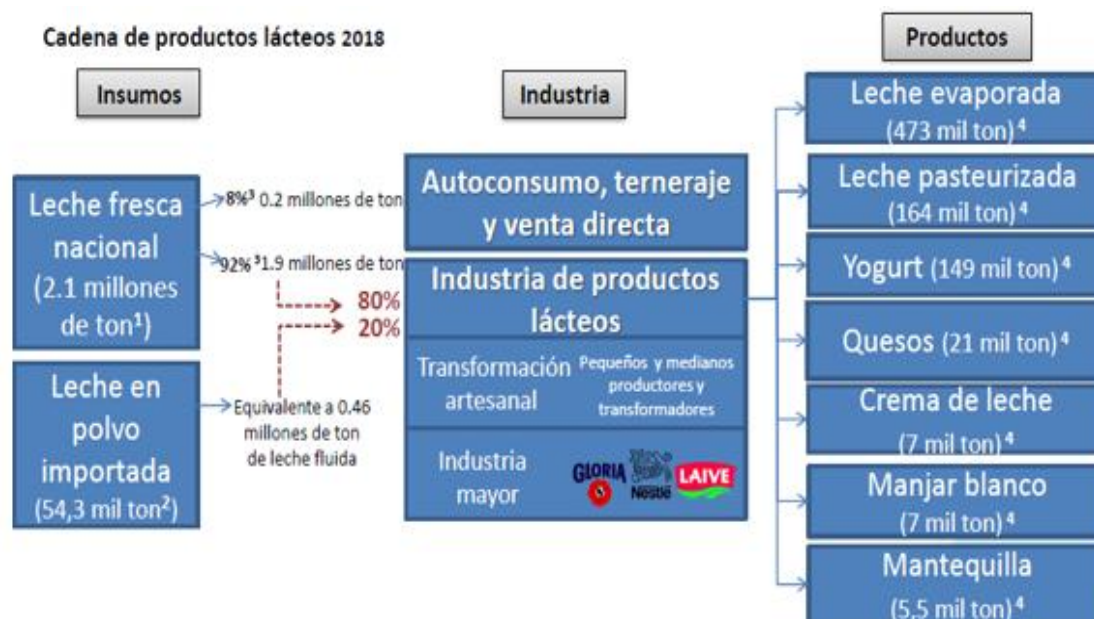 Cadena de productos lácteos 2018
Insumos
Leche fresca
nacional
(2.1 millones
de ton¹)
Leche en
polvo
importada
(54,3 mil ton²)
8%³ 0.2 millones de ton
92%³1.9 millones de ton
80%
20%
Equivalente a 0.46
millones de ton
de leche fluida
Industria
Autoconsumo, terneraje
y venta directa
Industria de productos
lácteos
Transformación
artesanal
Pequeños y medianos
productores y
transformadores
Industria
mayor
GLORIA
Nestlé
LAIVE
Productos
Leche evaporada
(473 mil ton)⁴
Leche pasteurizada
(164 mil ton)⁴
Yogurt (149 mil ton)⁴
Quesos (21 mil ton)⁴
Crema de leche
(7 mil ton)⁴
Manjar blanco
(7 mil ton)⁴
Mantequilla
(5,5 mil ton)⁴